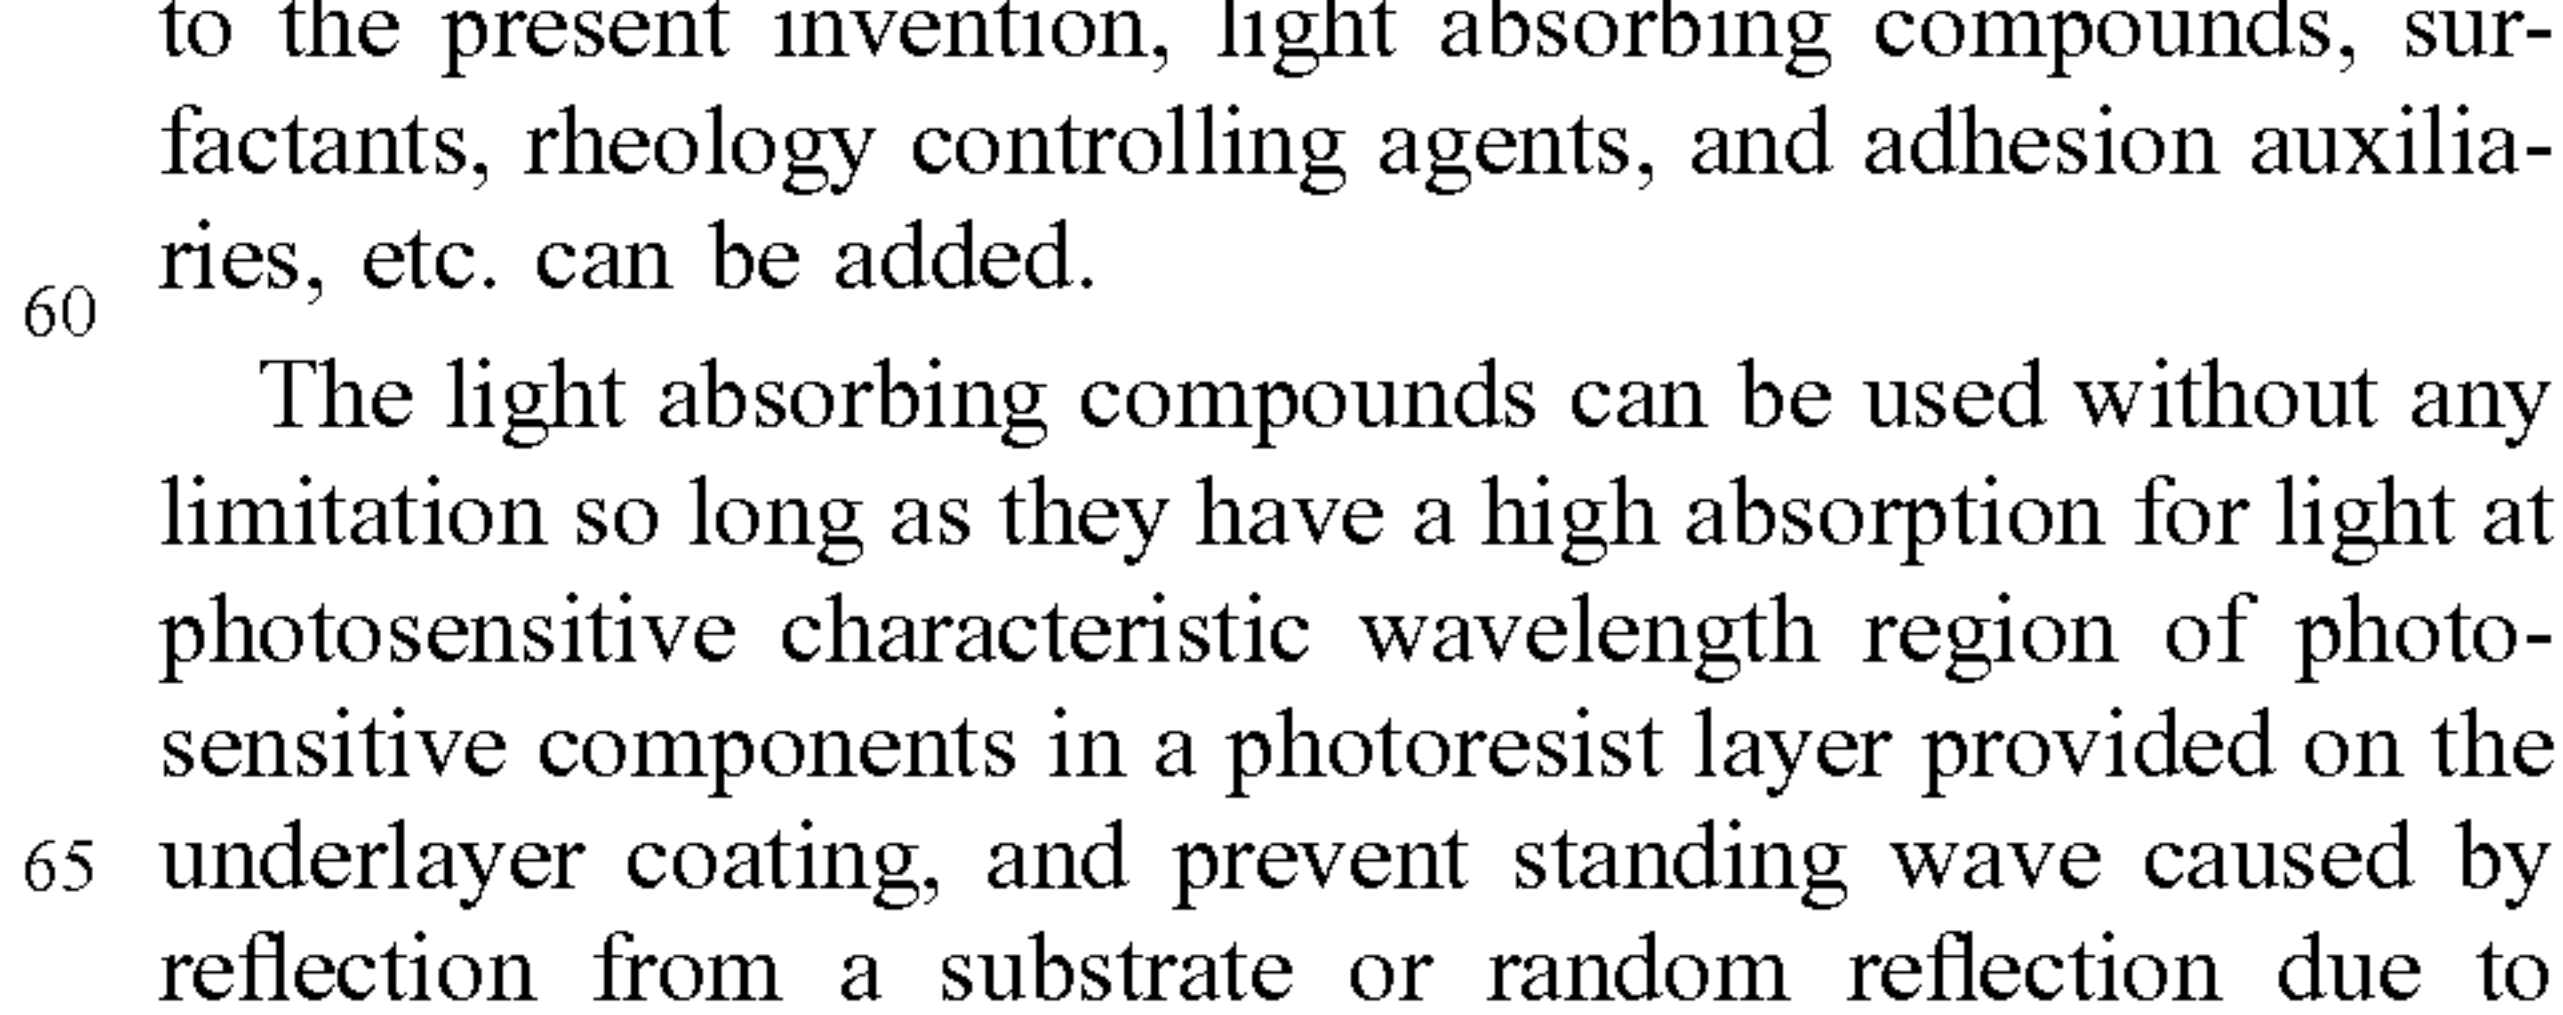 to the present invention, light absorbing compounds, sur-
factants, rheology controlling agents, and adhesion auxilia-
ries, etc. can be added.
60
The light absorbing compounds can be used without any
limitation so long as they have a high absorption for light at
photosensitive characteristic wavelength region of photo-
sensitive components in a photoresist layer provided on the
65 underlayer coating, and prevent standing wave caused by
reflection from a substrate or random reflection due to